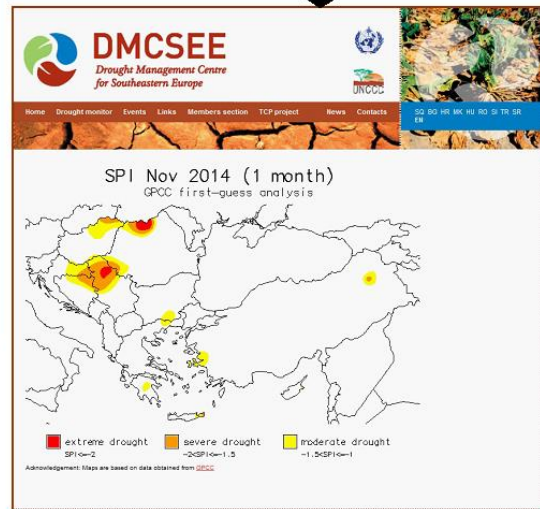 DMCSEE
Drought Management Centre
for Southeastern Europe
UNCCD
Home Drought monitor Events Links Members section TCP project News Contacts
SQ BG HR MK HU RO SI TR SR
EN
SPI Nov 2014 (1 month)
GPCC first-guess analysis
extreme drought severe drought moderate drought
SPI<=-2 -2<SPI<=-1.5 -1.5<SPI<=-1
Acknowledgement: Maps are based on data obtained from GPCC